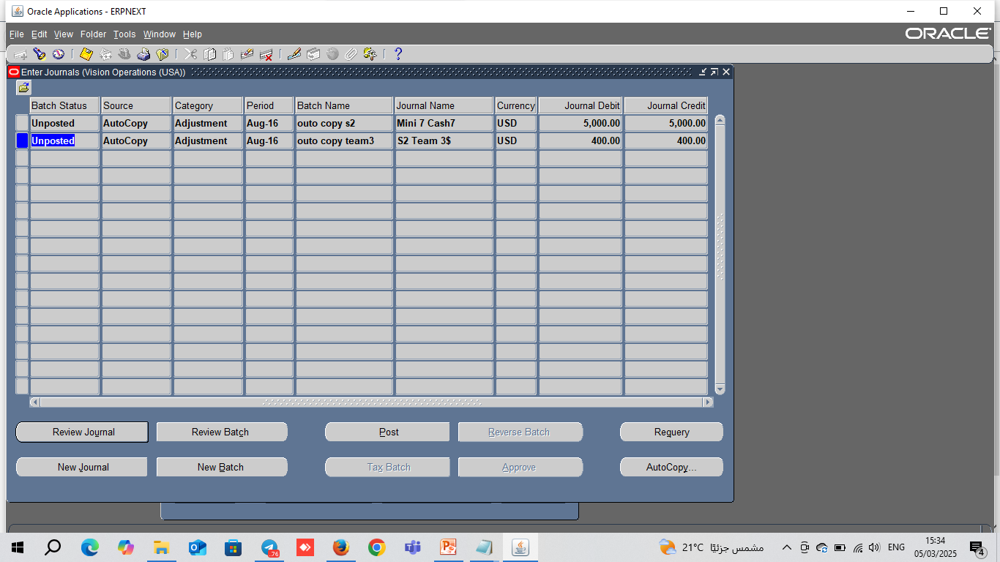 Oracle Applications - ERPNEXT
File Edit View Folder Tools Window Help
ORACLE
Enter Journals (Vision Operations (USA))
Batch Status Source Category Period Batch Name Journal Name Currency Journal Debit Journal Credit
Unposted AutoCopy Adjustment Aug-16 outo copy s2 Mini 7 Cash7 USD 5,000.00 5,000.00
Unposted AutoCopy Adjustment Aug-16 outo copy team3 S2 Team 3$ USD 400.00 400.00
Review Journal Review Batch Post Reverse Batch Requery
New Journal New Batch Tax Batch Approve AutoCopy...
.76
21°C مشمس جزئيًا
ENG
15:34
05/03/2025
4